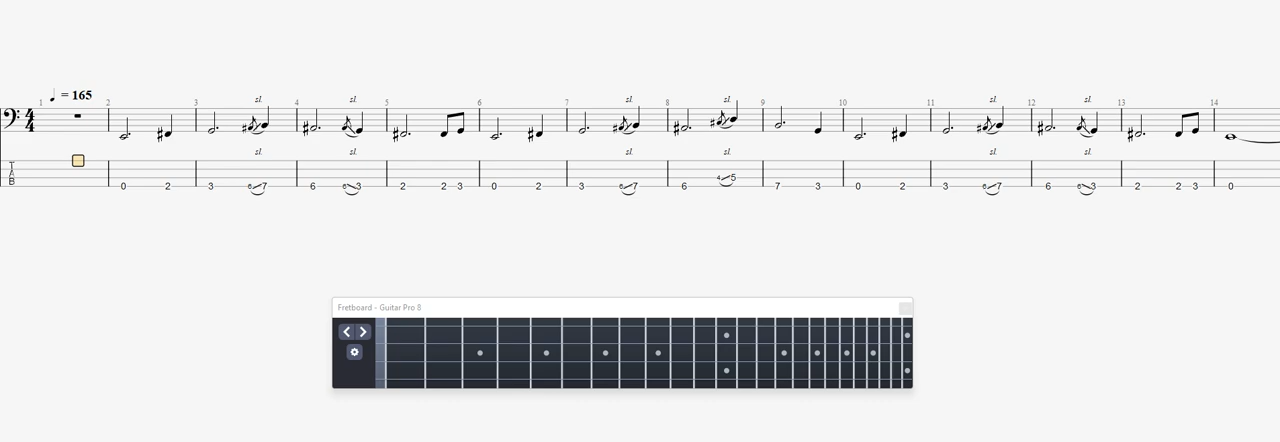 1 ♩ = 165 2 3 4 5 6 7 8 9 10 11 12 13 14
sl. sl. sl. sl. sl. sl.
4
4
sl. sl. sl. sl. sl. sl.
T
A
B
4 5
0 2 3 6 7 6 6 3 2 2 3 0 2 3 6 7 6 7 3 0 2 3 6 7 6 6 3 2 2 3 0
Fretboard - Guitar Pro 8